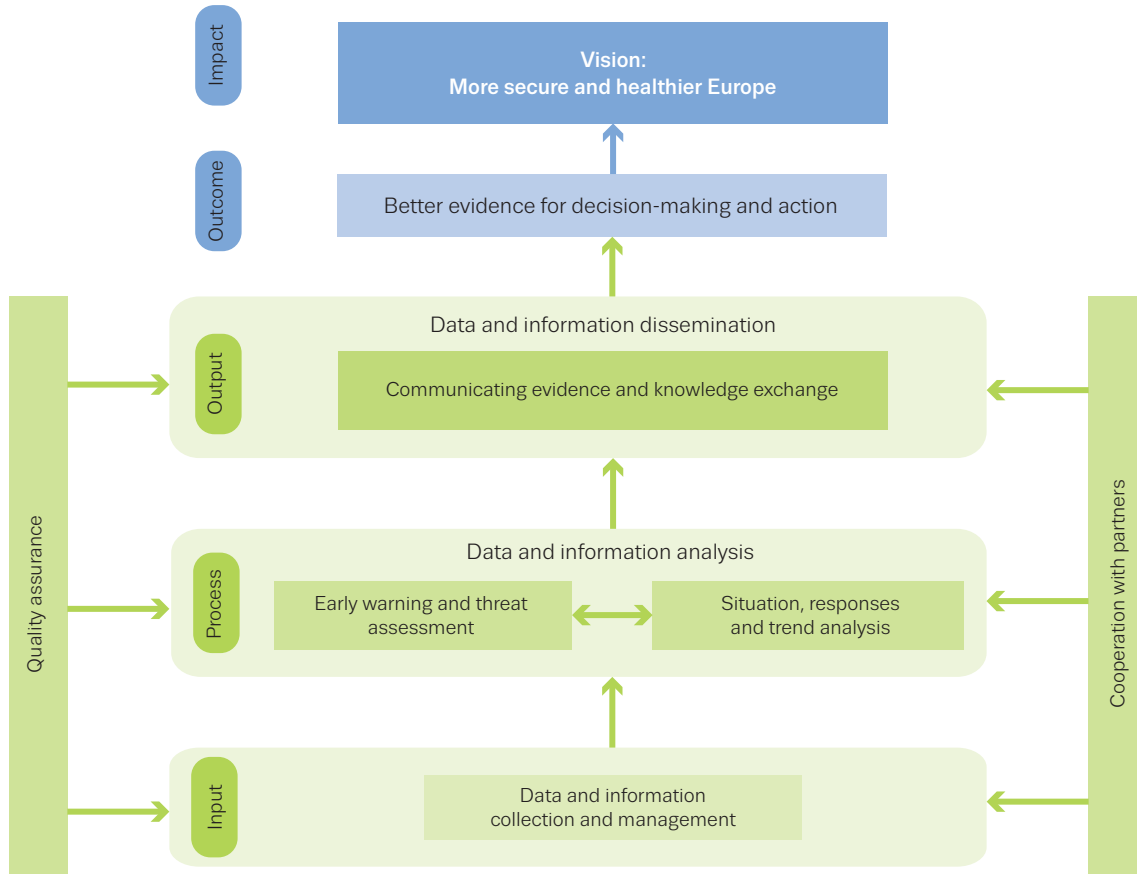 Impact
Vision:
More secure and healthier Europe
Outcome
Better evidence for decision-making and action
Quality assurance
Output
Data and information dissemination
Communicating evidence and knowledge exchange
Process
Data and information analysis
Early warning and threat
assessment
Situation, responses
and trend analysis
Input
Data and information
collection and management
Cooperation with partners